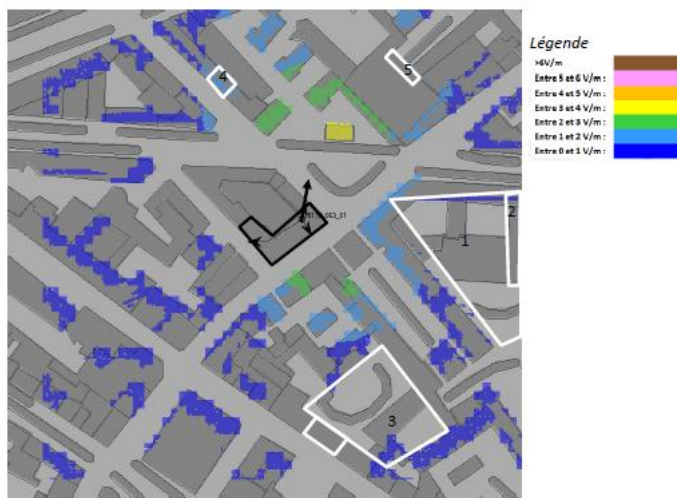 Légende
>6V/m
Entre 5 et 6 V/m :
Entre 4 et 5 V/m :
Entre 3 et 4 V/m :
Entre 2 et 3 V/m :
Entre 1 et 2 V/m :
Entre 0 et 1 V/m :
4
5
2
1
3